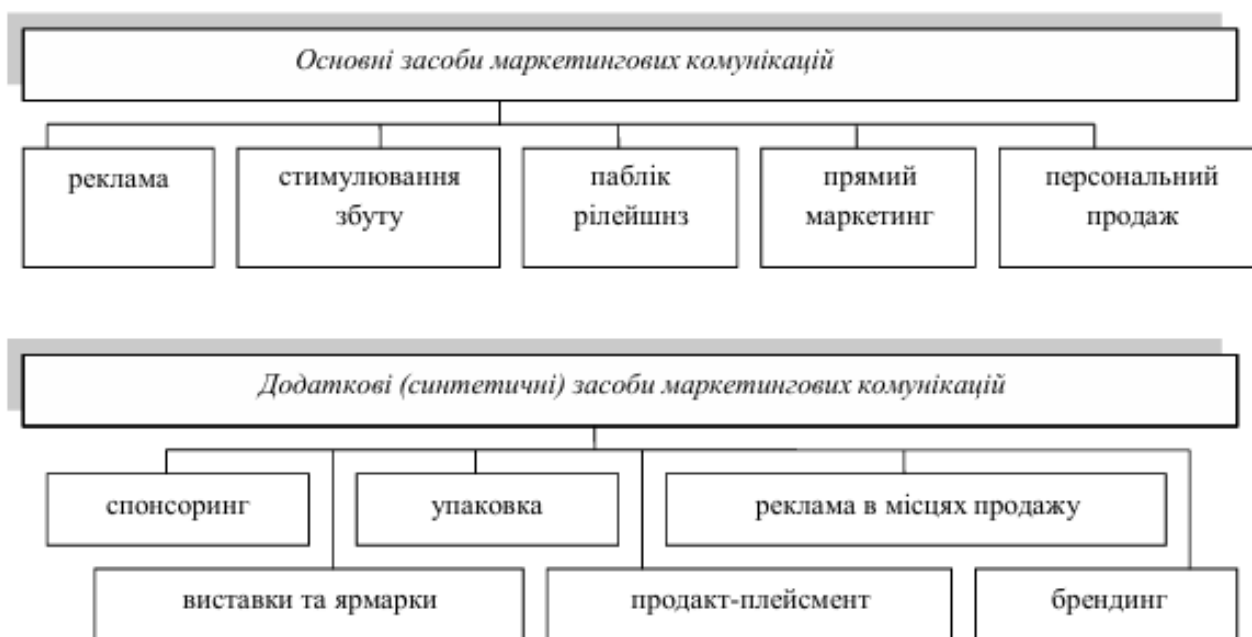 Основні засоби маркетингових комунікацій
реклама
стимулювання
збуту
паблік
рілейшнз
прямий
маркетинг
персональний
продаж
Додаткові (синтетичні) засоби маркетингових комунікацій
спонсоринг
упаковка
реклама в місцях продажу
виставки та ярмарки
продакт-плейсмент
брендинг